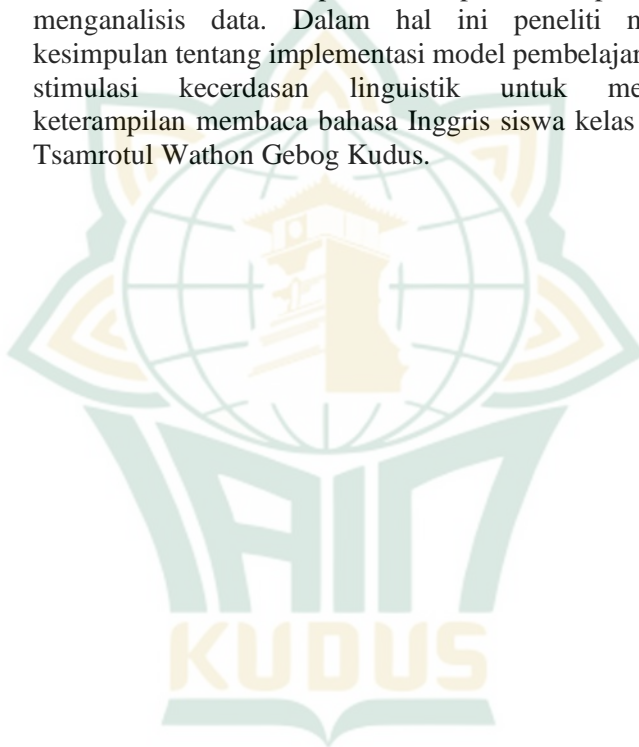 menganalisis data. Dalam hal ini peneliti
kesimpulan tentang implementasi model
stimulasi kecerdasan linguistik untuk
keterampilan membaca bahasa Inggris siswa kelas
Tsamrotul Wathon Gebog Kudus.
IAIN
KUDUS